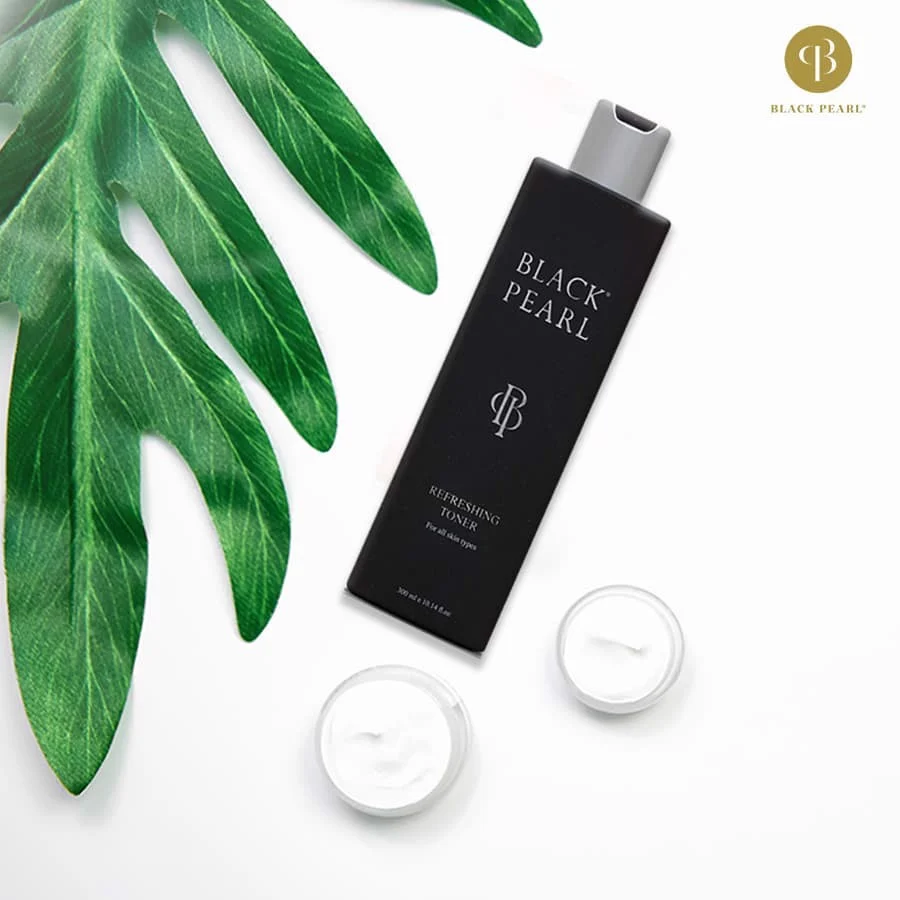 BLACK PEARL®
BLACK®
PEARL
REFRESHING
TONER
For all skin types
300 ml e 10.14 fl.oz